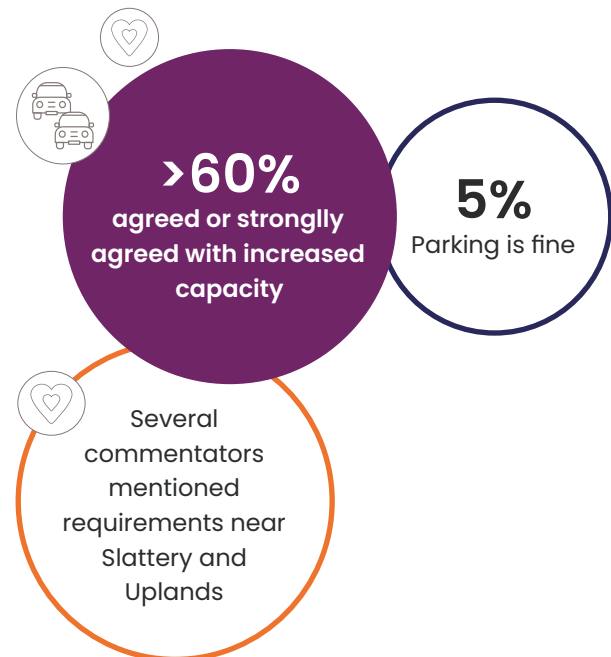 >60%
agreed or stronglly
agreed with increased
capacity
5%
Parking is fine
Several
commentators
mentioned
requirements near
Slattery and
Uplands